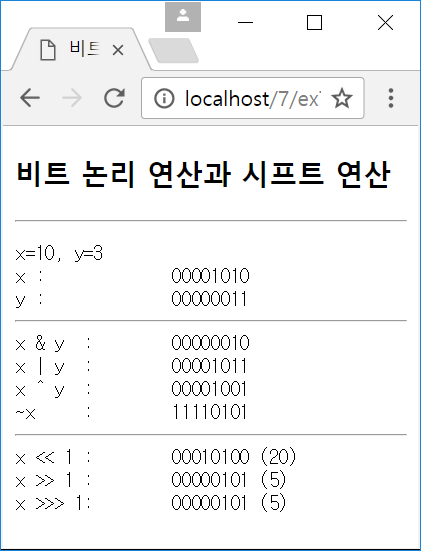 비트
localhost/7/ex
비트 논리 연산과 시프트 연산
x=10, y=3
x : 00001010
y : 00000011
x & y : 00000010
x | y : 00001011
x ^ y : 00001001
~x : 11110101
x << 1 : 00010100 (20)
x >> 1 : 00000101 (5)
x >>> 1: 00000101 (5)